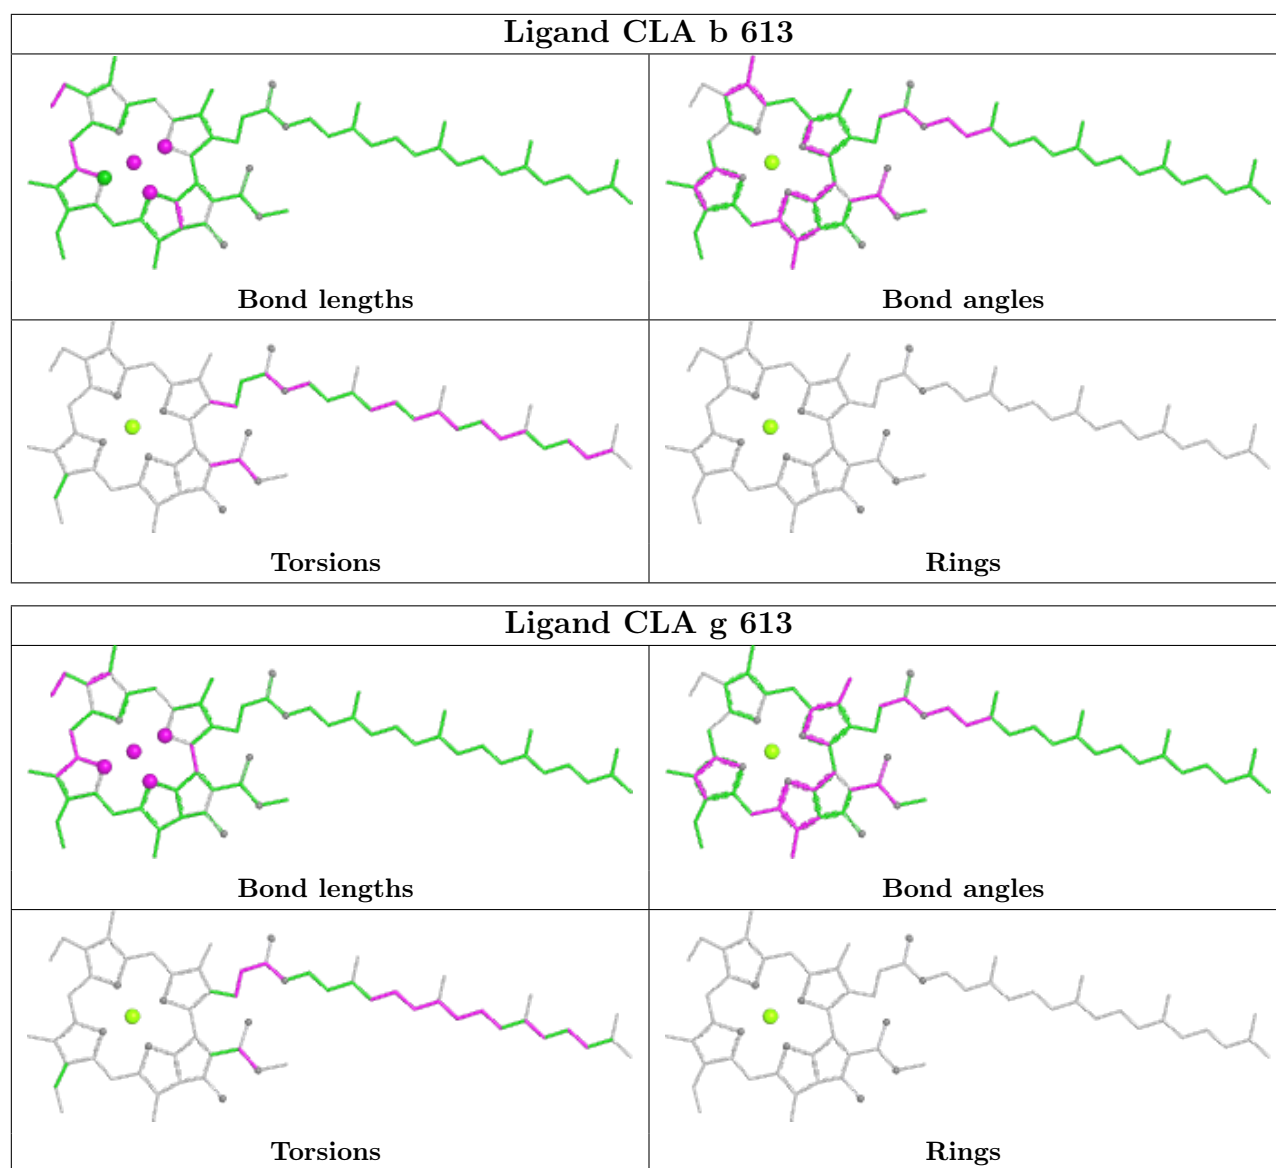 Ligand CLA b 613
Bond lengths
Bond angles
Torsions
Rings
Ligand CLA g 613
Bond lengths
Bond angles
Torsions
Rings